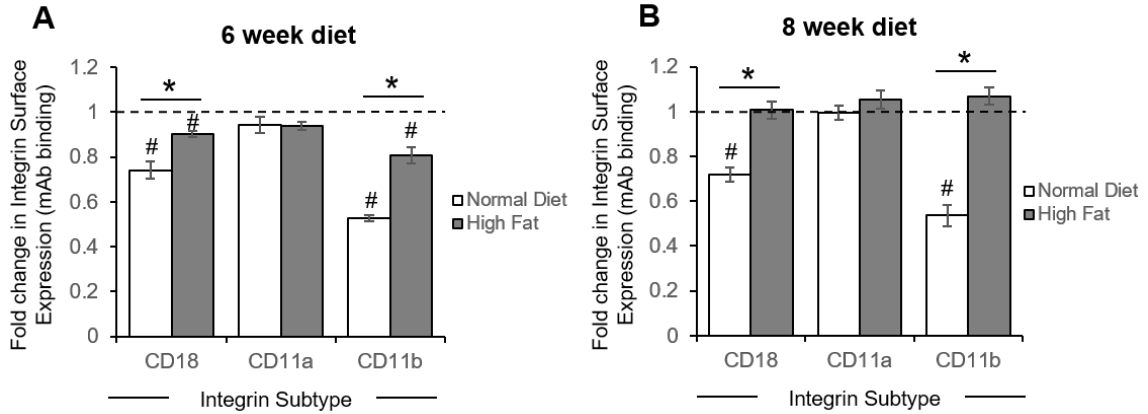 A
6 week diet
Fold change in Integrin Surface
Expression (mAb binding)
1.2
1
0.8
0.6
0.4
0.2
0
*
*
#
#
#
#
CD18
CD11a
CD11b
Integrin Subtype
Normal Diet
High Fat
B
8 week diet
Fold change in Integrin Surface
Expression (mAb binding)
1.2
1
0.8
0.6
0.4
0.2
0
*
*
#
#
CD18
CD11a
CD11b
Integrin Subtype
Normal Diet
High Fat